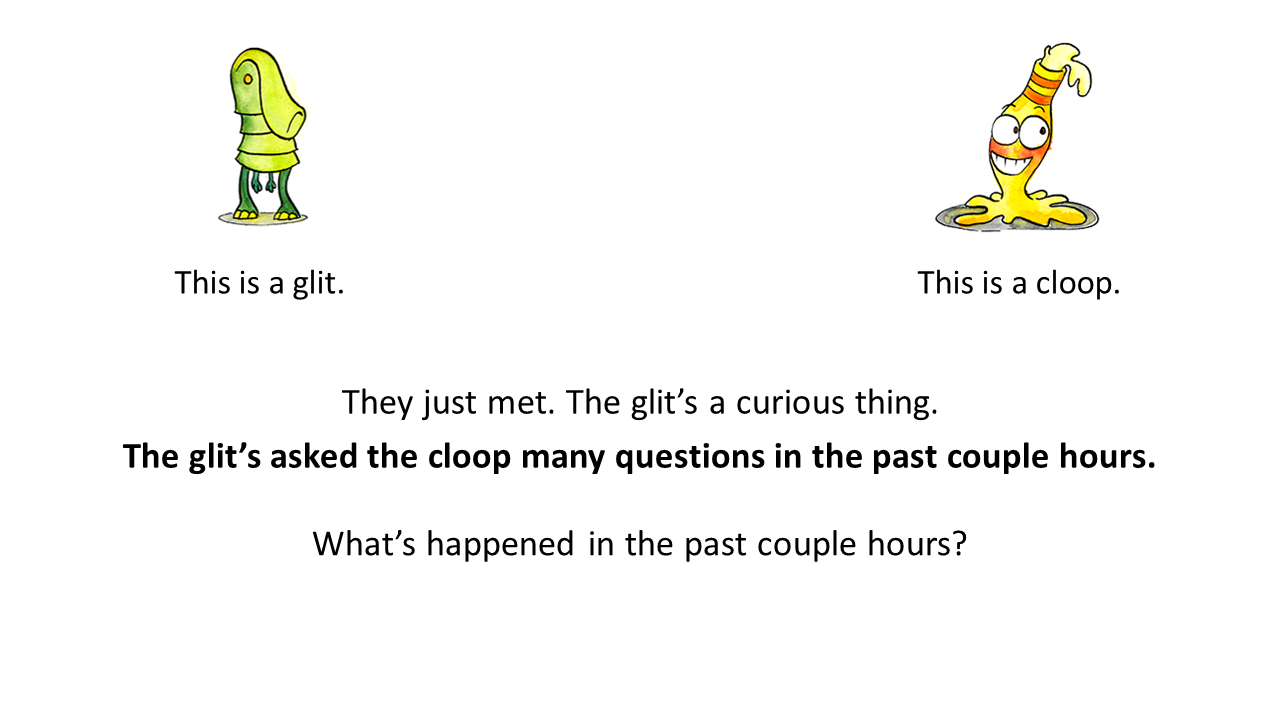 This is a glit.
This is a cloop.
They just met. The glit’s a curious thing.
The glit’s asked the cloop many questions in the past couple hours.
What’s happened in the past couple hours?